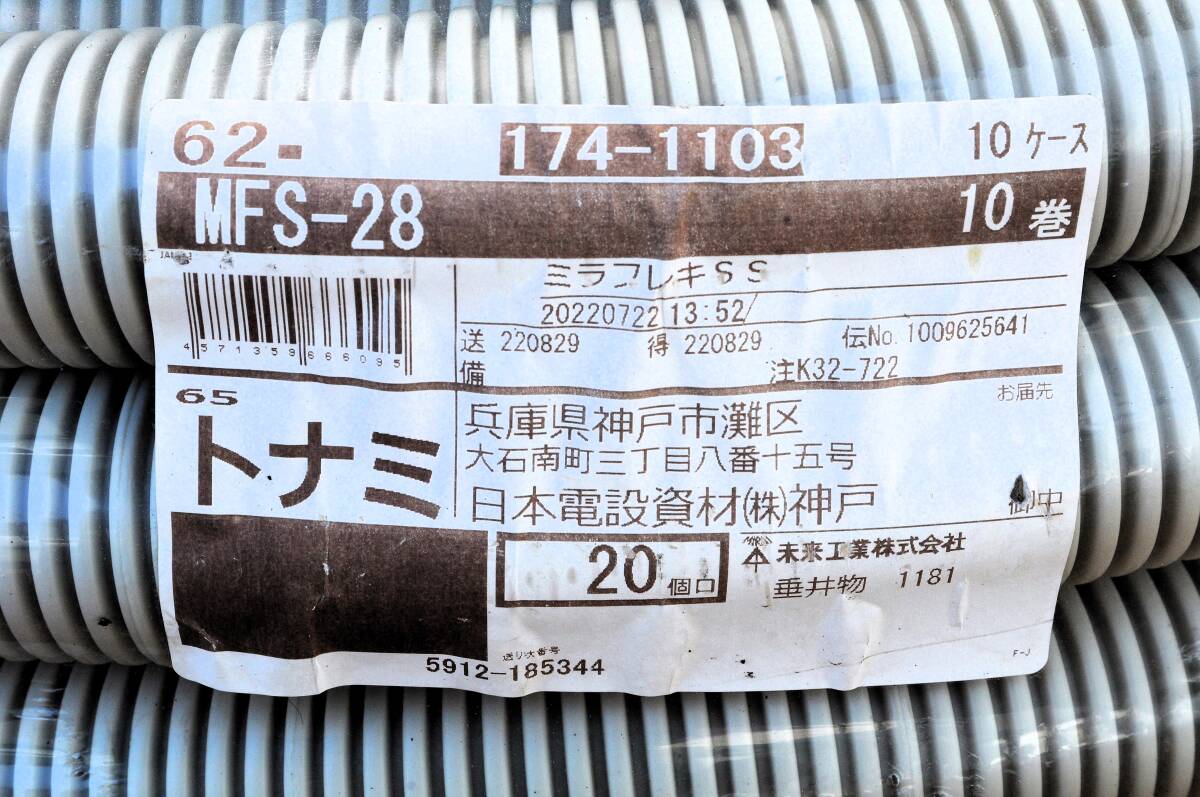 62 174-1103 10 ケース
MFS-28 10 巻
ミラフレキSS
20220722 13:52/
4571359666095
送 220829 得 220829 伝No. 1009625641
備 注K32-722
65
お届先
トナミ
兵庫県神戸市灘区
大石南町三丁目八番十五号
日本電設資材(株)神戸
御中
20 個口
未来工業株式会社
垂井物 1181
送り状番号
5912-185344
F-J